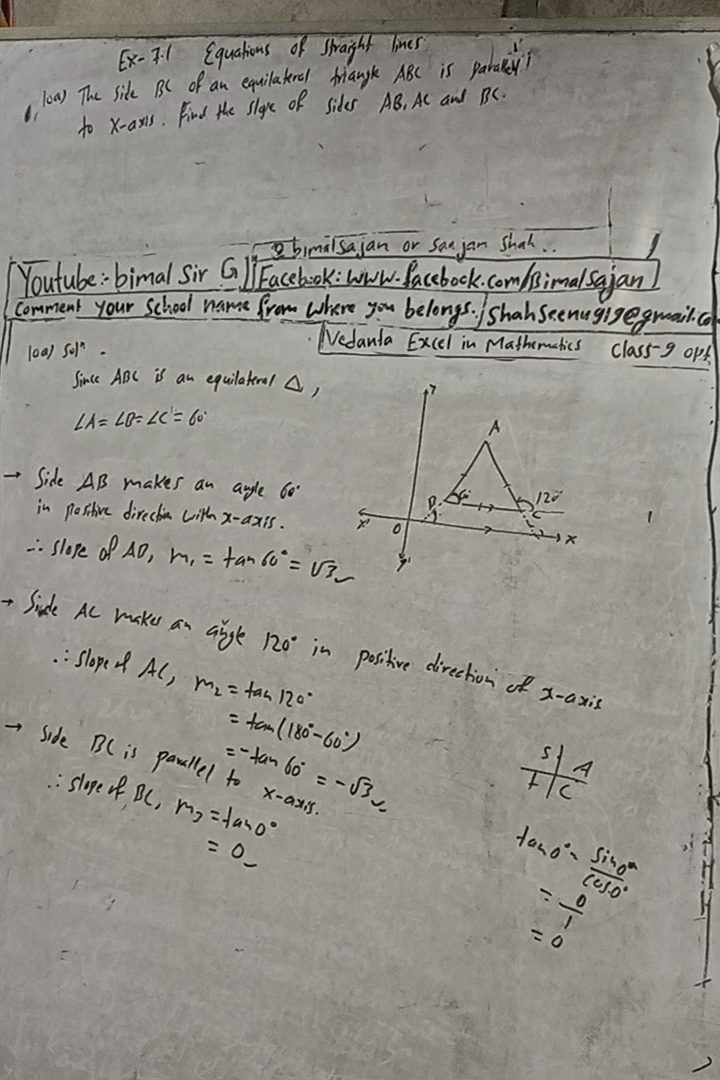 Ex-7.1 Equations of straight lines
10a) The side BC of an equilateral triangle ABC is parallel
to X-axis. Find the slope of sides AB, AC and BC.
bimalsajan or Saajan Shah..
Youtube:- bimal Sir G
Facebook: www.facebook.com/Bimalsajan
Comment your School name from where you belongs.
Shahseenu919@gmail.co
Vedanta Excel in Mathematics Class-9 opt
10a) Solⁿ.
Since ABC is an equilateral △,
∠A = ∠B = ∠C = 60°
→ Side AB makes an angle 60°
in positive direction with x-axis.
∴ slope of AB, m₁ = tan 60° = √3
Y
A
B
60°
120°
C
X'
O
X
Y'
→ Side AC makes an angle 120° in positive direction of x-axis
∴ slope of AC, m₂ = tan 120°
= tan(180°-60°)
= -tan 60° = -√3
→ Side BC is parallel to x-axis.
∴ slope of BC, m₃ = tan 0°
= 0
S A
T C
tan 0° = sin 0°
cos 0°
= 0
1
= 0